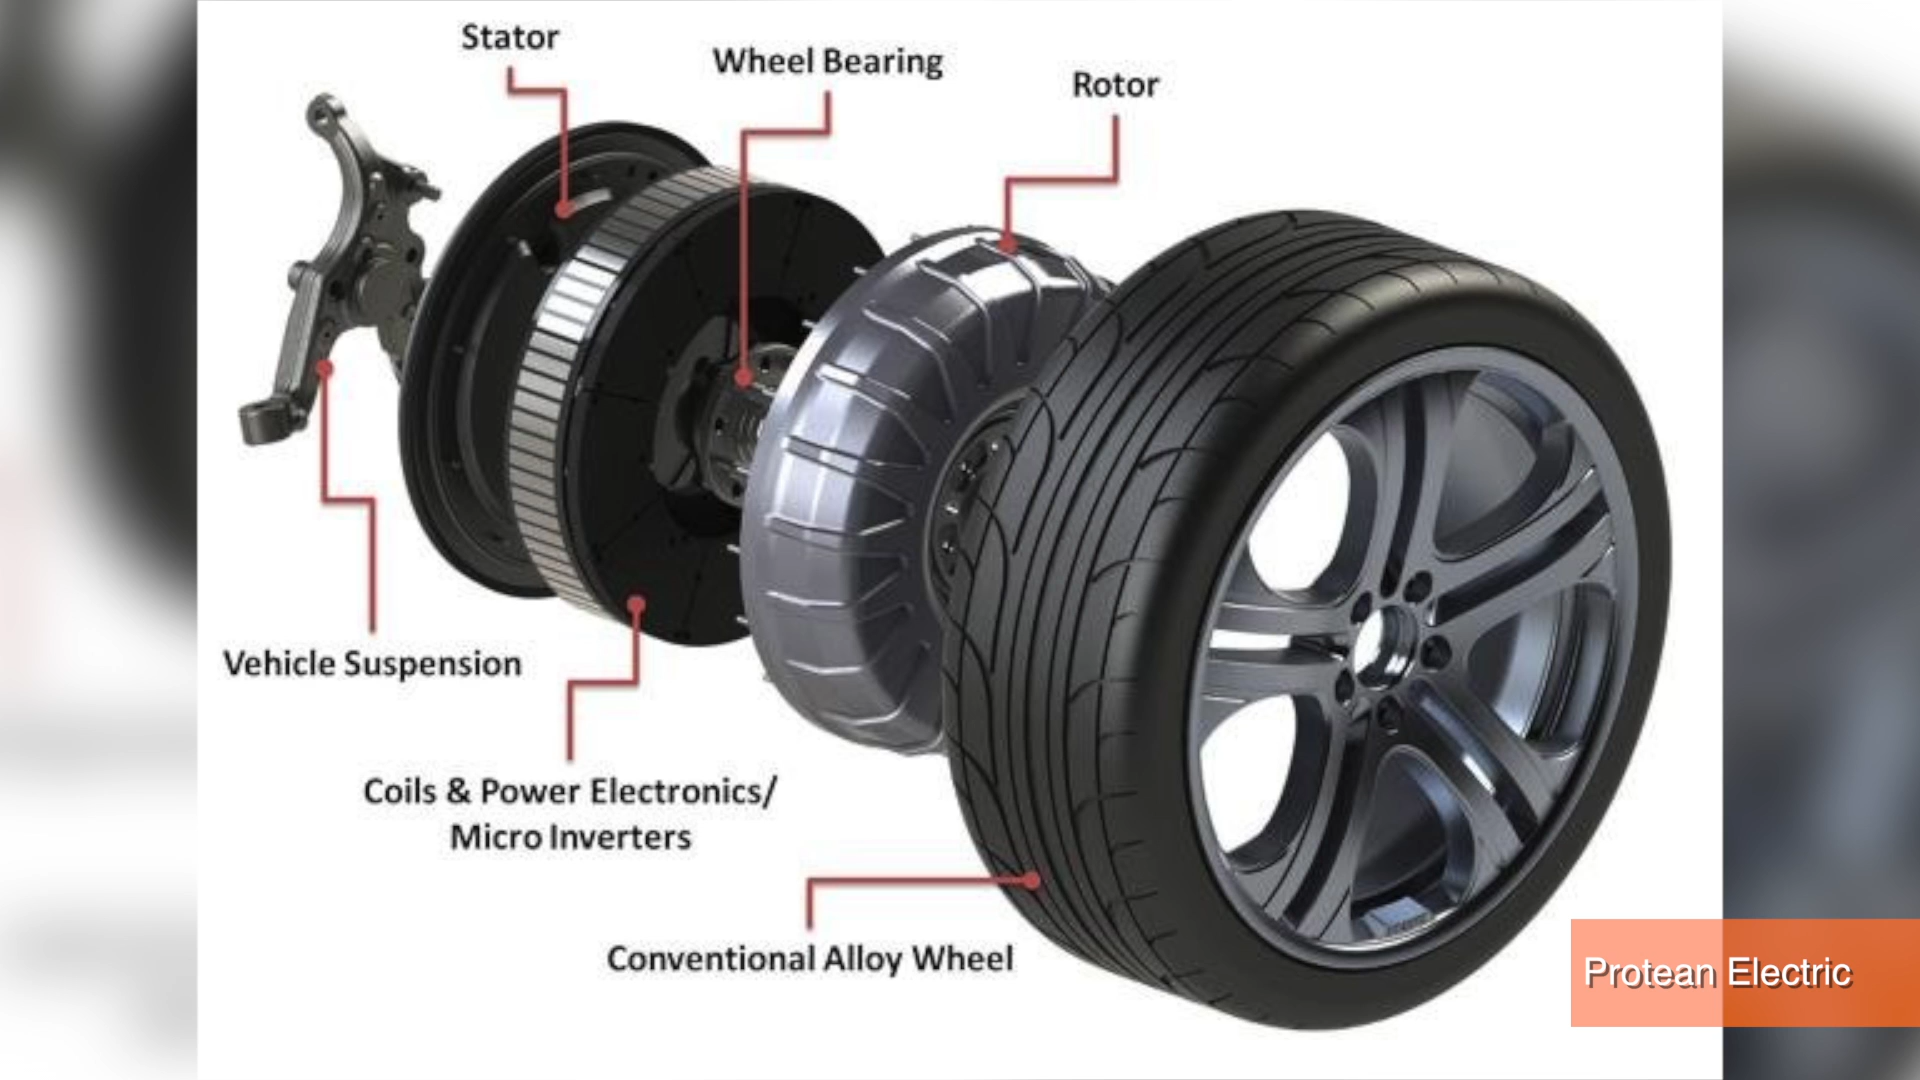 Stator
Wheel Bearing
Rotor
Vehicle Suspension
Coils & Power Electronics/
Micro Inverters
Conventional Alloy Wheel
Protean Electric